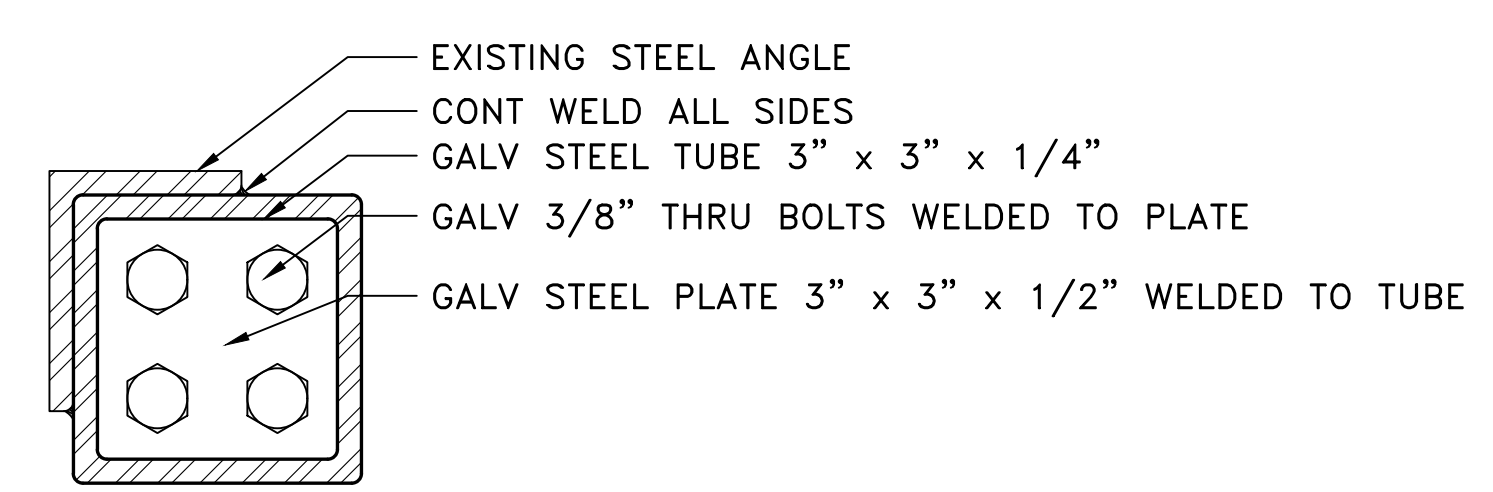 EXISTING STEEL ANGLE
CONT WELD ALL SIDES
GALV STEEL TUBE 3” x 3” x 1/4”
GALV 3/8” THRU BOLTS WELDED TO PLATE
GALV STEEL PLATE 3” x 3” x 1/2” WELDED TO TUBE